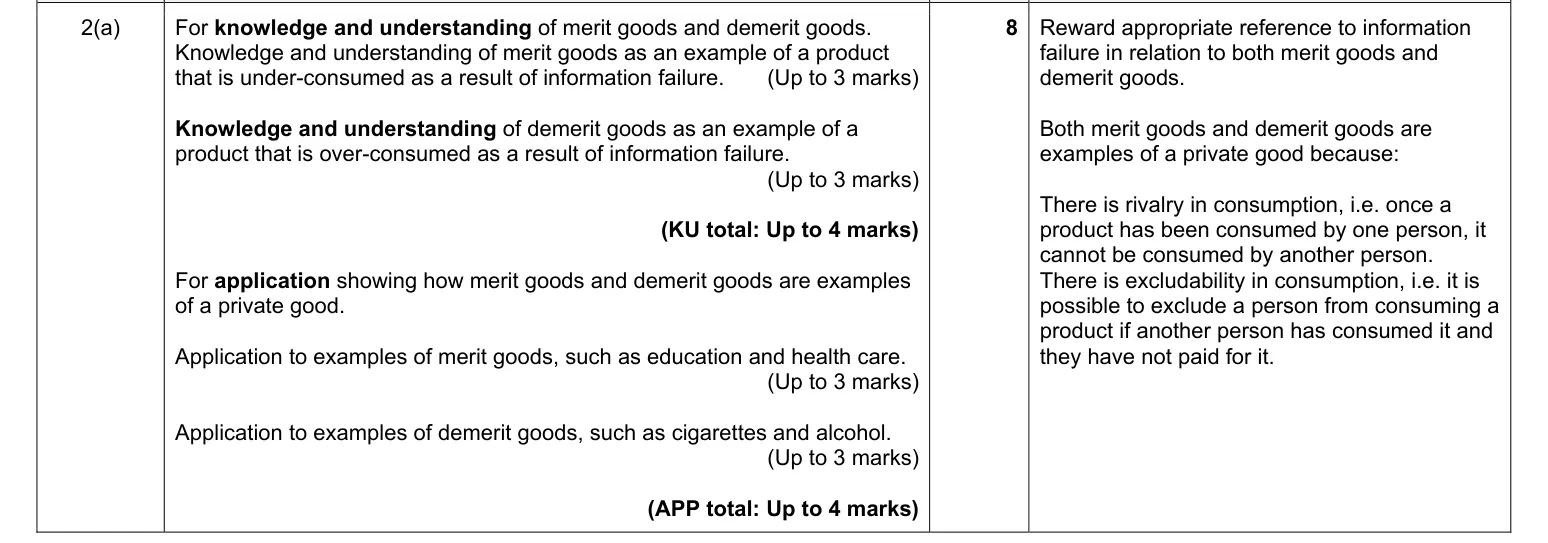 2(a)
For knowledge and understanding of merit goods and demerit goods.
Knowledge and understanding of merit goods as an example of a product
that is under-consumed as a result of information failure. (Up to 3 marks)
Knowledge and understanding of demerit goods as an example of a
product that is over-consumed as a result of information failure.
(Up to 3 marks)
(KU total: Up to 4 marks)
For application showing how merit goods and demerit goods are examples
of a private good.
Application to examples of merit goods, such as education and health care.
(Up to 3 marks)
Application to examples of demerit goods, such as cigarettes and alcohol.
(Up to 3 marks)
(APP total: Up to 4 marks)
8
Reward appropriate reference to information
failure in relation to both merit goods and
demerit goods.
Both merit goods and demerit goods are
examples of a private good because:
There is rivalry in consumption, i.e. once a
product has been consumed by one person, it
cannot be consumed by another person.
There is excludability in consumption, i.e. it is
possible to exclude a person from consuming a
product if another person has consumed it and
they have not paid for it.